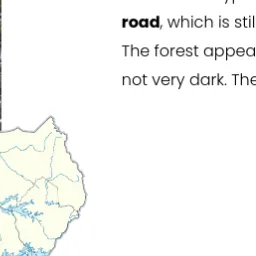 road, which is stil
The forest appea
not very dark. The